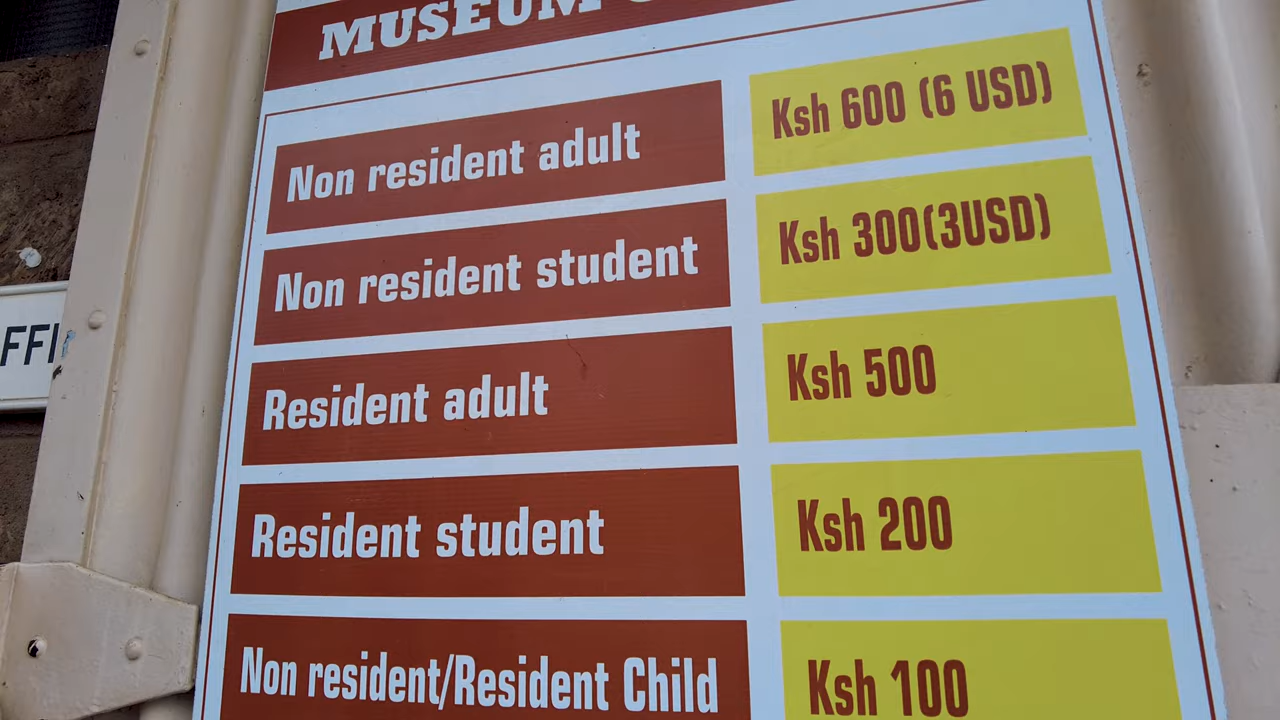 MUSEUM
Non resident adult Ksh 600 (6 USD)
Non resident student Ksh 300(3USD)
Resident adult Ksh 500
Resident student Ksh 200
Non resident/Resident Child Ksh 100